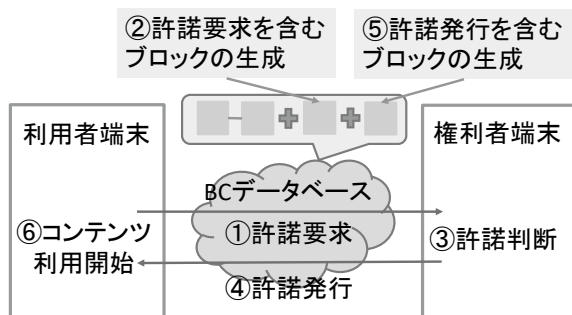 ②許諾要求を含む
ブロックの生成
⑤許諾発行を含む
ブロックの生成
利用者端末
権利者端末
BCデータベース
①許諾要求
⑥コンテンツ
利用開始
③許諾判断
④許諾発行